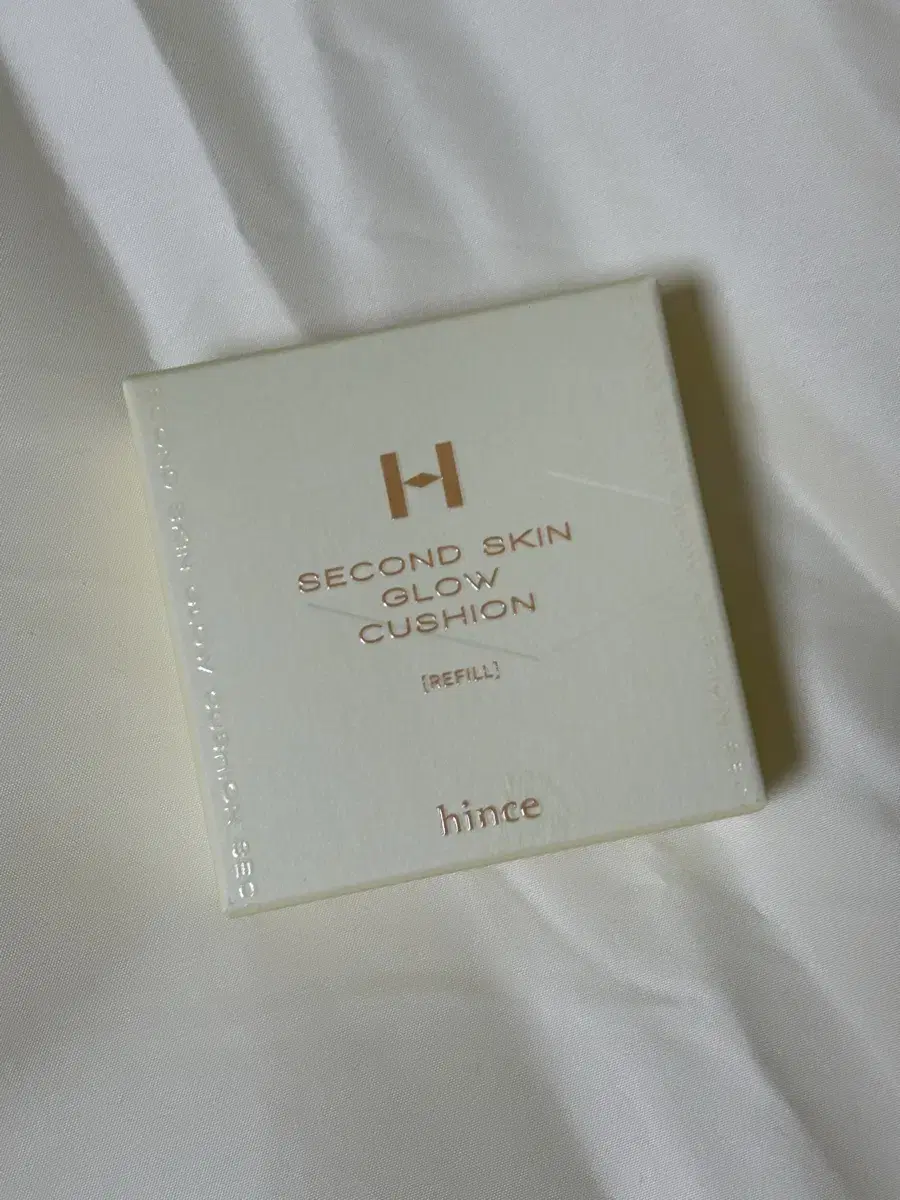 H
SECOND SKIN
GLOW
CUSHION
[REFILL]
hince